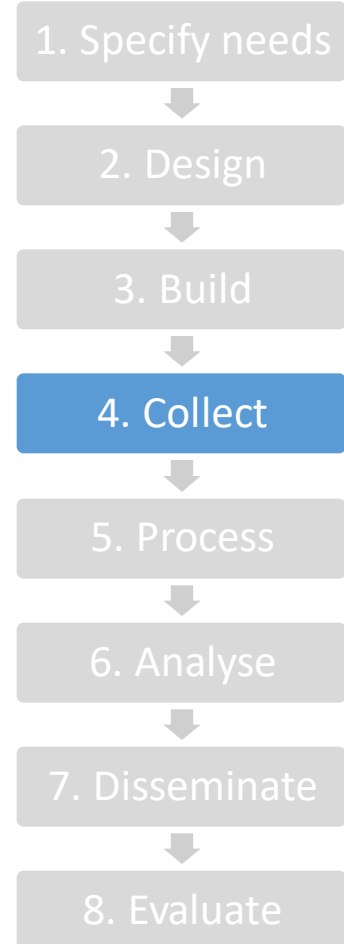 1. Specify needs
2. Design
3. Build
4. Collect
5. Process
6. Analyse
7. Disseminate
8. Evaluate